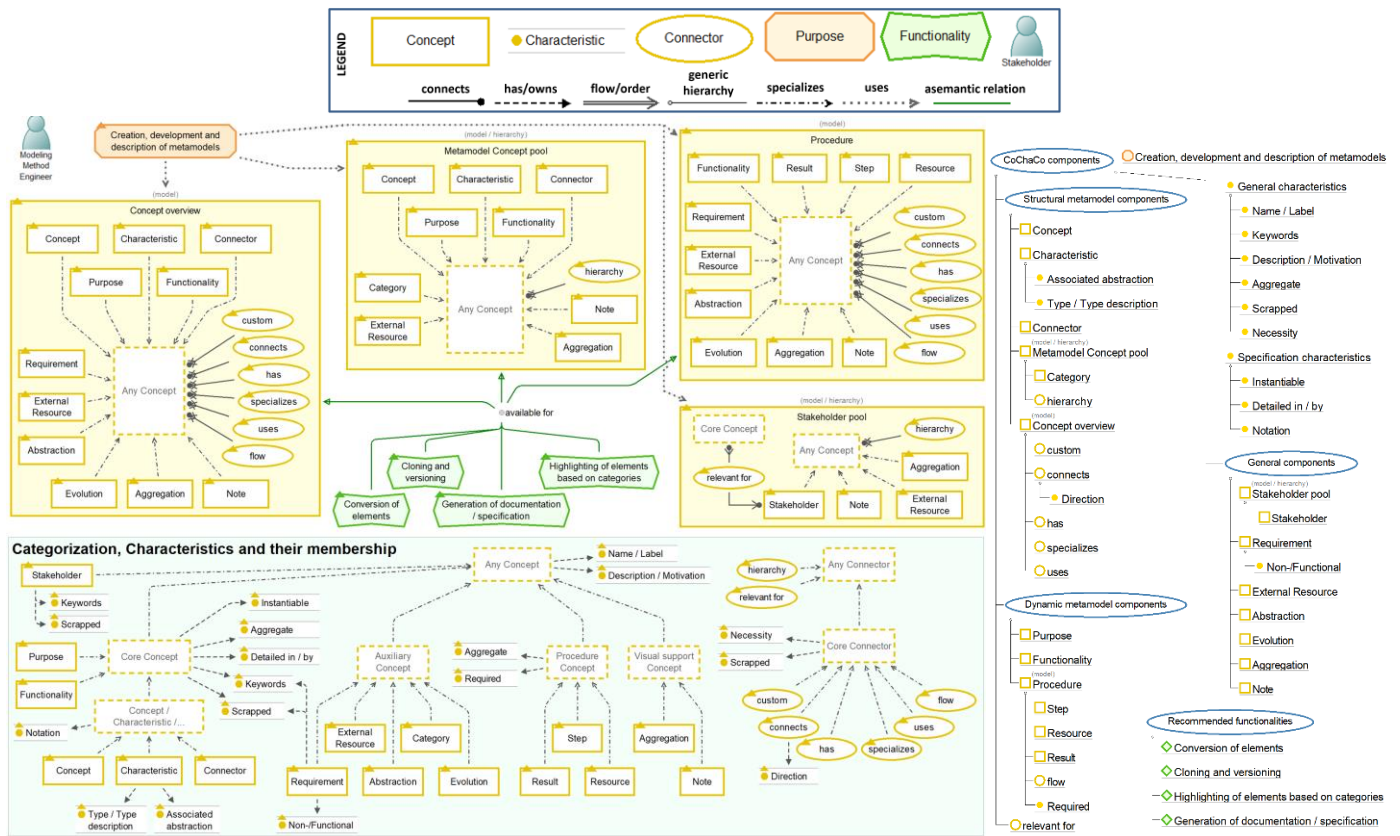 LEGEND
Concept
Characteristic
Connector
Purpose
Functionality
Stakeholder
connects
has/owns
flow/order
generic
hierarchy
specializes
uses
asemantic relation
Modeling
Method
Engineer
Creation, development and
description of metamodels
(model)
Concept overview
Concept
Characteristic
Connector
Purpose
Functionality
Requirement
External
Resource
Abstraction
Any Concept
custom
connects
has
specializes
uses
flow
Evolution
Aggregation
Note
(model / hierarchy)
Metamodel Concept pool
Concept
Characteristic
Connector
Purpose
Functionality
Category
External
Resource
Any Concept
hierarchy
Note
Aggregation
(model)
Procedure
Functionality
Result
Step
Resource
Requirement
External
Resource
Abstraction
Any Concept
custom
connects
has
specializes
uses
flow
Evolution
Aggregation
Note
available for
Cloning and
versioning
Highlighting of elements
based on categories
Conversion of
elements
Generation of documentation
/ specification
(model / hierarchy)
Stakeholder pool
Core Concept
Any Concept
hierarchy
relevant for
Aggregation
Stakeholder
Note
External
Resource
Categorization, Characteristics and their membership
Stakeholder
Keywords
Scrapped
Purpose
Functionality
Core Concept
Instantiable
Aggregate
Detailed in / by
Keywords
Scrapped
Concept /
Characteristic /...
Notation
Concept
Characteristic
Connector
Type / Type
description
Associated
abstraction
Any Concept
Name / Label
Description / Motivation
Auxiliary
Concept
Aggregate
Required
Procedure
Concept
Visual support
Concept
External
Resource
Category
Step
Aggregation
Requirement
Abstraction
Evolution
Result
Resource
Note
Non-/Functional
hierarchy
relevant for
Any Connector
Necessity
Scrapped
Core Connector
custom
connects
has
specializes
uses
flow
Direction
CoChaCo components
Creation, development and description of metamodels
Structural metamodel components
Concept
Characteristic
Associated abstraction
Type / Type description
Connector
(model / hierarchy)
Metamodel Concept pool
Category
hierarchy
(model)
Concept overview
custom
connects
Direction
has
specializes
uses
Dynamic metamodel components
Purpose
Functionality
(model)
Procedure
Step
Resource
Result
flow
Required
relevant for
General characteristics
Name / Label
Keywords
Description / Motivation
Aggregate
Scrapped
Necessity
Specification characteristics
Instantiable
Detailed in / by
Notation
General components
(model / hierarchy)
Stakeholder pool
Stakeholder
Requirement
Non-/Functional
External Resource
Abstraction
Evolution
Aggregation
Note
Recommended functionalities
Conversion of elements
Cloning and versioning
Highlighting of elements based on categories
Generation of documentation / specification